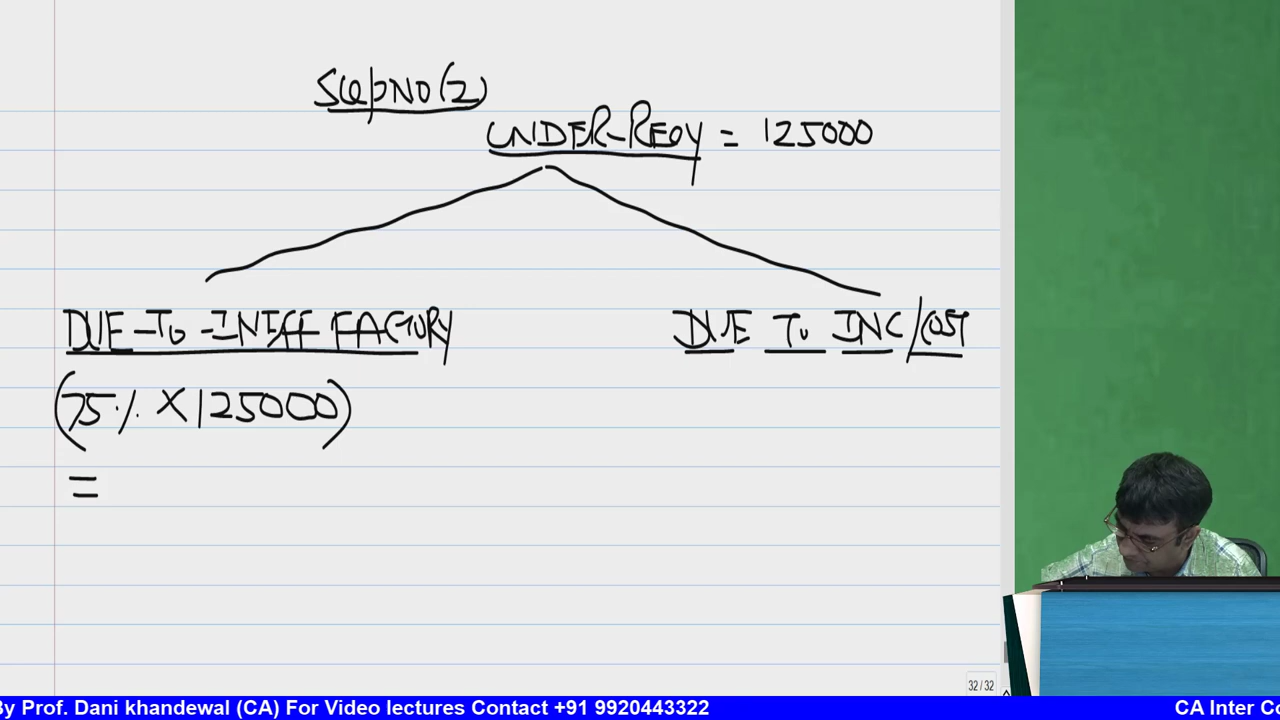 Step NO (2)
UNDER-RECY = 125000
DUE-To-INEFF FACTORY
DUE To INC/COST
(75% X 125000)
=
32 / 32
By Prof. Dani khandewal (CA) For Video lectures Contact +91 9920443322
CA Inter Co